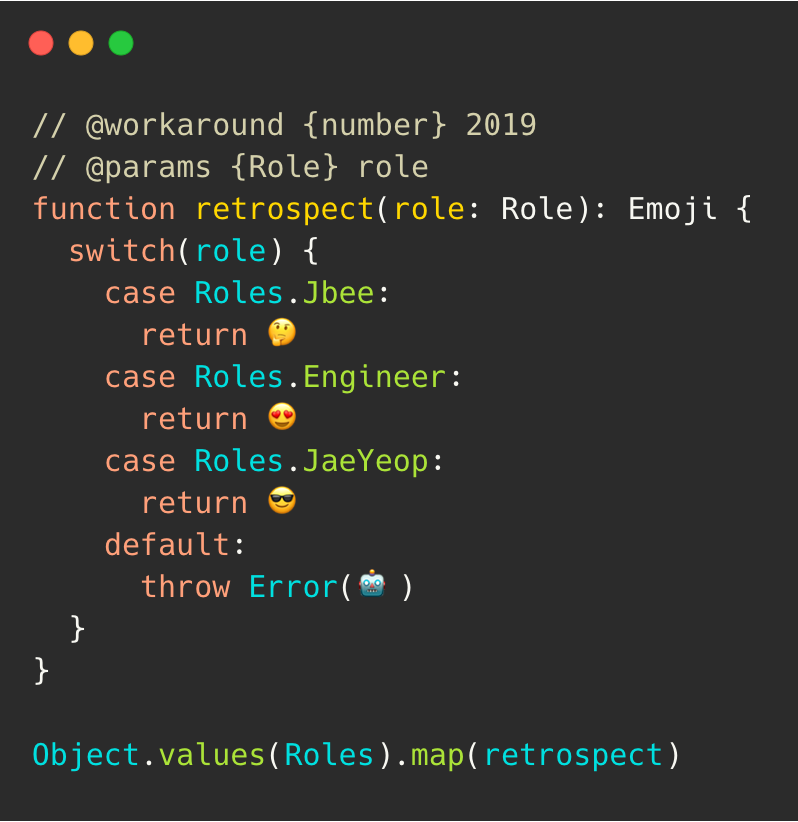 // @workaround {number} 2019
// @params {Role} role
function retrospect(role: Role): Emoji {
  switch(role) {
    case Roles.Jbee:
      return 🤔
    case Roles.Engineer:
      return 😍
    case Roles.JaeYeop:
      return 😎
    default:
      throw Error(🤖 )
  }
}

Object.values(Roles).map(retrospect)